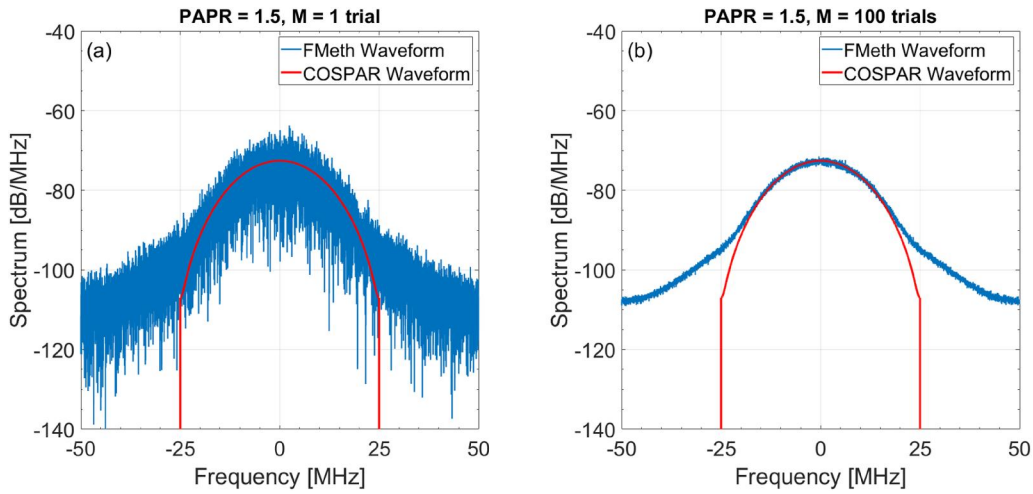 PAPR = 1.5, M = 1 trial
(a)
FMeth Waveform
COSPAR Waveform
Spectrum [dB/MHz]
-40
-60
-80
-100
-120
-140
-50 -25 0 25 50
Frequency [MHz]
PAPR = 1.5, M = 100 trials
(b)
FMeth Waveform
COSPAR Waveform
Spectrum [dB/MHz]
-40
-60
-80
-100
-120
-140
-50 -25 0 25 50
Frequency [MHz]